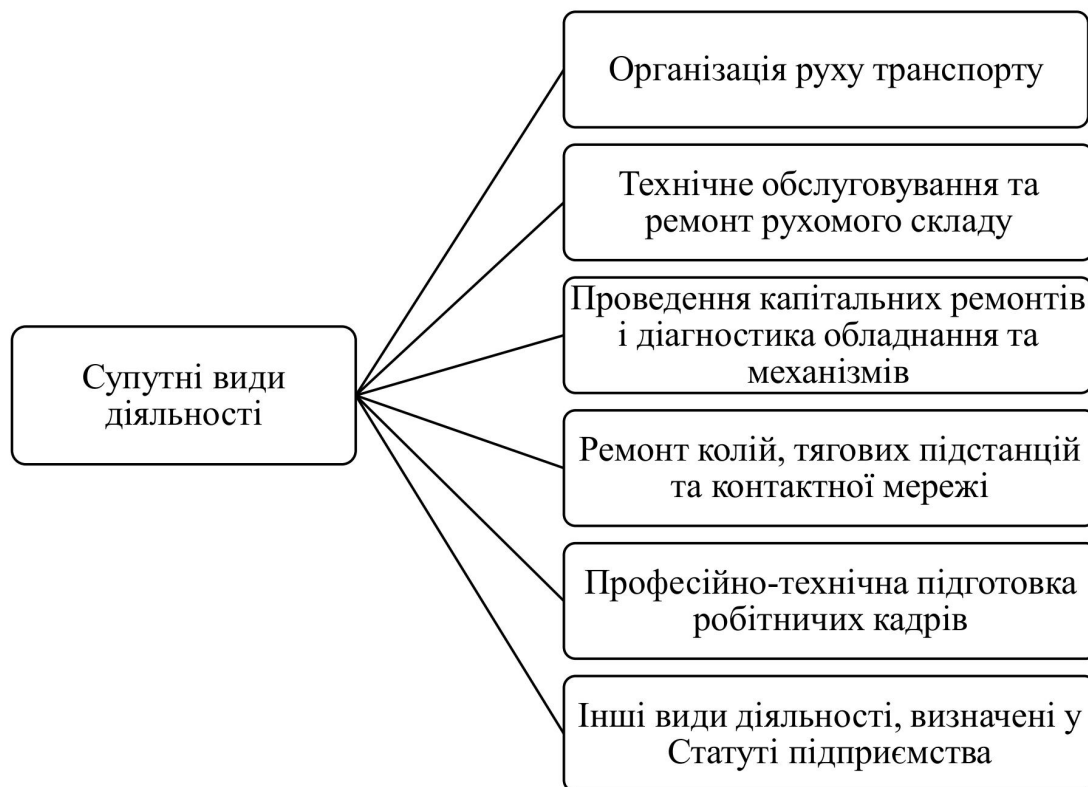 Організація руху транспорту
Технічне обслуговування та
ремонт рухомого складу
Проведення капітальних ремонтів
і діагностика обладнання та
механізмів
Супутні види
діяльності
Ремонт колій, тягових підстанцій
та контактної мережі
Професійно-технічна підготовка
робітничих кадрів
Інші види діяльності, визначені у
Статуті підприємства